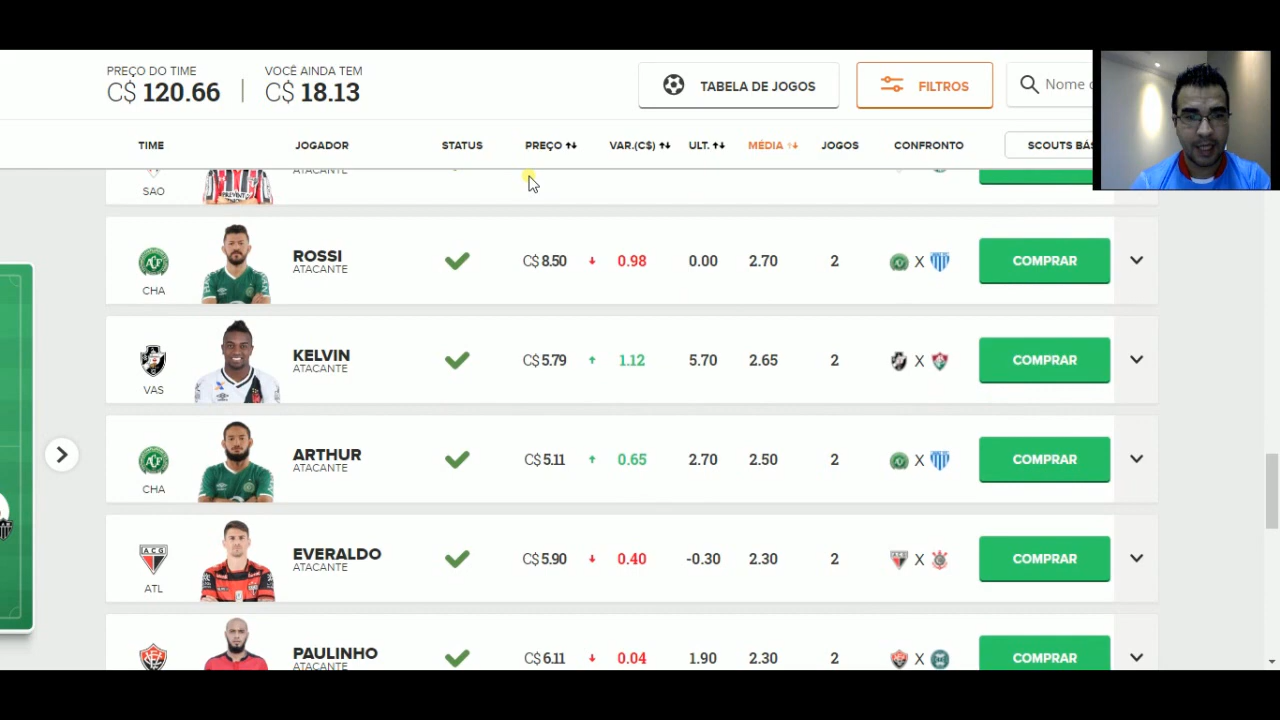 PREÇO DO TIME
C$ 120.66
VOCÊ AINDA TEM
C$ 18.13
TABELA DE JOGOS
FILTROS
Nome
TIME JOGADOR STATUS PREÇO VAR.(C$) ULT. MÉDIA JOGOS CONFRONTO SCOUTS BÁS
SAO ATACANTE
ROSSI
ATACANTE
CHA
C$ 8.50 0.98 0.00 2.70 2 X COMPRAR
KELVIN
ATACANTE
VAS
C$ 5.79 1.12 5.70 2.65 2 X COMPRAR
ARTHUR
ATACANTE
CHA
C$ 5.11 0.65 2.70 2.50 2 X COMPRAR
EVERALDO
ATACANTE
ATL
C$ 5.90 0.40 -0.30 2.30 2 X COMPRAR
PAULINHO
ATACANTE
C$ 6.11 0.04 1.90 2.30 2 X COMPRAR